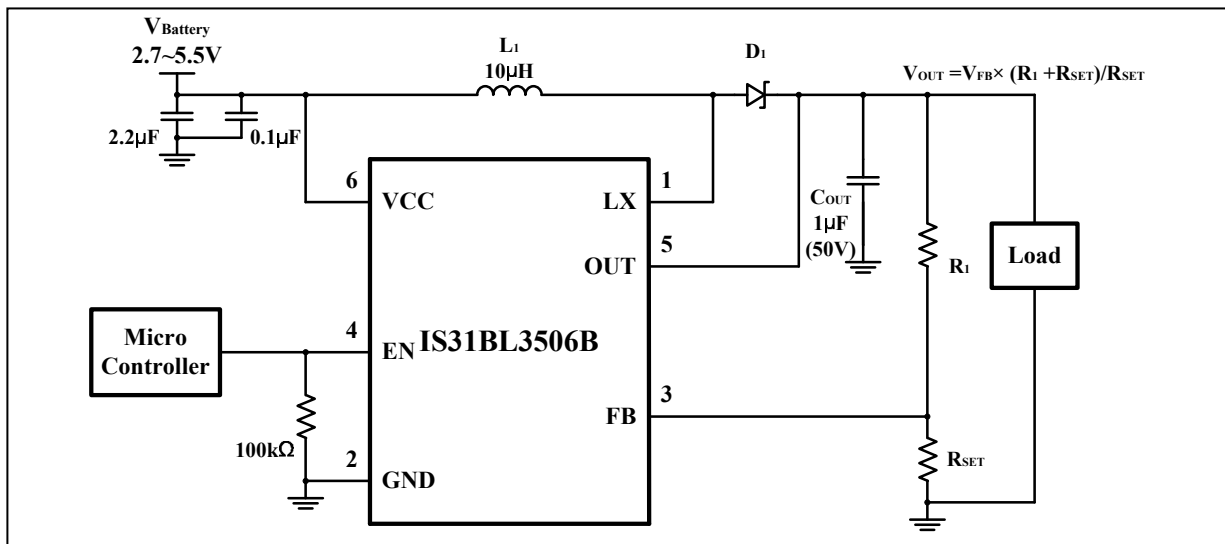 VBattery
2.7~5.5V
L1
10µH
D1
VOUT =VFB× (R1 +RSET)/RSET
2.2µF
0.1µF
6
VCC
1
LX
COUT
1µF
(50V)
5
OUT
R1
Load
Micro
Controller
4
EN
IS31BL3506B
3
FB
100kΩ
2
GND
RSET